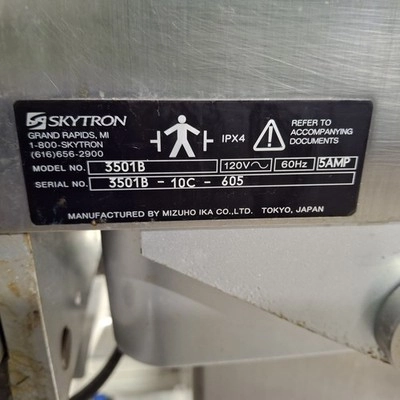 SKYTRON
GRAND RAPIDS, MI
1-800-SKYTRON
(616)656-2900
IPX4
REFER TO
ACCOMPANYING
DOCUMENTS
MODEL NO. 3501B 120V 60Hz 5AMP
SERIAL NO. 3501B - 10C - 605
MANUFACTURED BY MIZUHO IKA CO., LTD. TOKYO, JAPAN